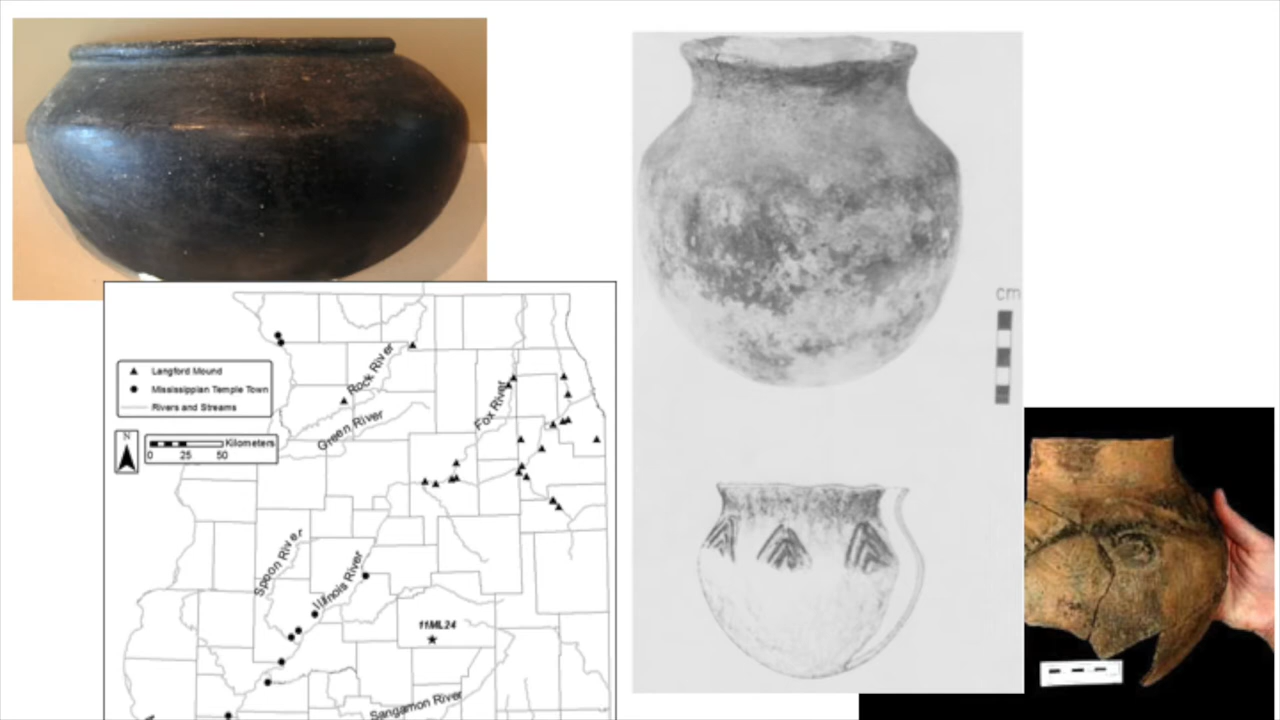 Langford Mound
Mississippian Temple Town
Rivers and Streams
N
Kilometers
0 25 50
Rock River
Green River
Fox River
Spoon River
Illinois River
11ML24
Sangamon River
cm